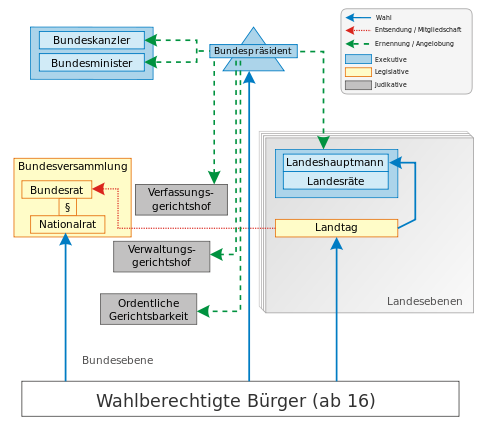 Bundeskanzler
Bundesminister
Bundespräsident
Wahl
Entsendung / Mitgliedschaft
Ernennung / Angelobung
Exekutive
Legislative
Judikative
Bundesversammlung
Bundesrat
§
Nationalrat
Verfassungs-
gerichtshof
Verwaltungs-
gerichtshof
Ordentliche
Gerichtsbarkeit
Landeshauptmann
Landesräte
Landtag
Landesebenen
Bundesebene
Wahlberechtigte Bürger (ab 16)